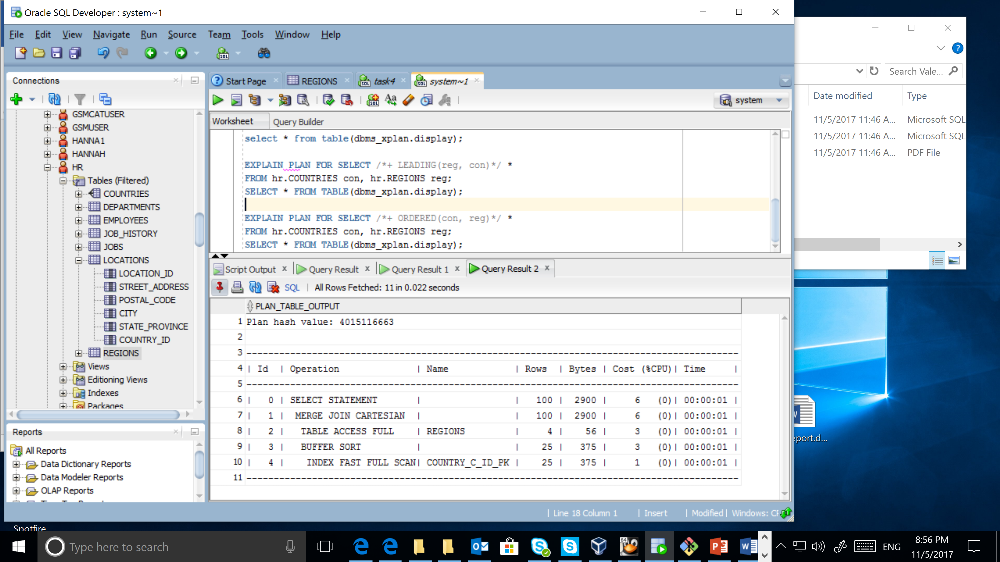 Oracle SQL Developer : system~1
File Edit View Navigate Run Source Team Tools Window Help
Connections
GSMCATUSER
GSMUSER
HANNA1
HANNAH
HR
Tables (Filtered)
COUNTRIES
DEPARTMENTS
EMPLOYEES
JOB_HISTORY
JOBS
LOCATIONS
LOCATION_ID
STREET_ADDRESS
POSTAL_CODE
CITY
STATE_PROVINCE
COUNTRY_ID
REGIONS
Views
Editioning Views
Indexes
Packages
Reports
All Reports
Data Dictionary Reports
Data Modeler Reports
OLAP Reports
Start Page REGIONS task4 system~1
system
Worksheet Query Builder
select * from table(dbms_xplan.display);
EXPLAIN PLAN FOR SELECT /*+ LEADING(reg, con)*/ *
FROM hr.COUNTRIES con, hr.REGIONS reg;
SELECT * FROM TABLE(dbms_xplan.display);
EXPLAIN PLAN FOR SELECT /*+ ORDERED(con, reg)*/ *
FROM hr.COUNTRIES con, hr.REGIONS reg;
SELECT * FROM TABLE(dbms_xplan.display);
Script Output Query Result Query Result 1 Query Result 2
SQL | All Rows Fetched: 11 in 0.022 seconds
PLAN_TABLE_OUTPUT
1 Plan hash value: 4015116663
2
3 ------------------------------------------------------------------------------------------
4 | Id | Operation | Name | Rows | Bytes | Cost (%CPU)| Time |
5 ------------------------------------------------------------------------------------------
6 | 0 | SELECT STATEMENT | | 100 | 2900 | 6 (0)| 00:00:01 |
7 | 1 | MERGE JOIN CARTESIAN | | 100 | 2900 | 6 (0)| 00:00:01 |
8 | 2 | TABLE ACCESS FULL | REGIONS | 4 | 56 | 3 (0)| 00:00:01 |
9 | 3 | BUFFER SORT | | 25 | 375 | 3 (0)| 00:00:01 |
10 | 4 | INDEX FAST FULL SCAN| COUNTRY_C_ID_PK | 25 | 375 | 1 (0)| 00:00:01 |
11 ------------------------------------------------------------------------------------------
| Line 18 Column 1 | Insert | Modified | Windows: CF
Search Vale...
Date modified Type
11/5/2017 11:46 A... Microsoft SQL
11/5/2017 11:46 A... Microsoft SQL
11/5/2017 11:46 A... PDF File
eport.d...
Spotfire
Type here to search
64
ENG
8:56 PM
11/5/2017